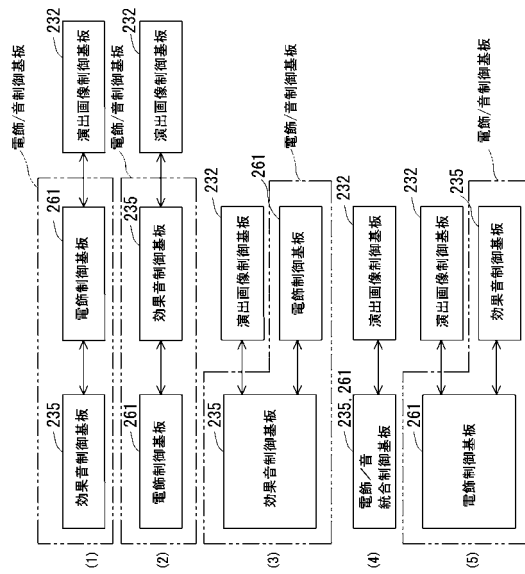 電飾/音制御基板
235
効果音制御基板
261
電飾制御基板
232
演出画像制御基板
(1)
電飾/音制御基板
261
電飾制御基板
235
効果音制御基板
232
演出画像制御基板
(2)
235
効果音制御基板
232
演出画像制御基板
261
電飾制御基板
電飾/音制御基板
(3)
235, 261
電飾/音
統合制御基板
232
演出画像制御基板
(4)
261
電飾制御基板
232
演出画像制御基板
235
効果音制御基板
電飾/音制御基板
(5)